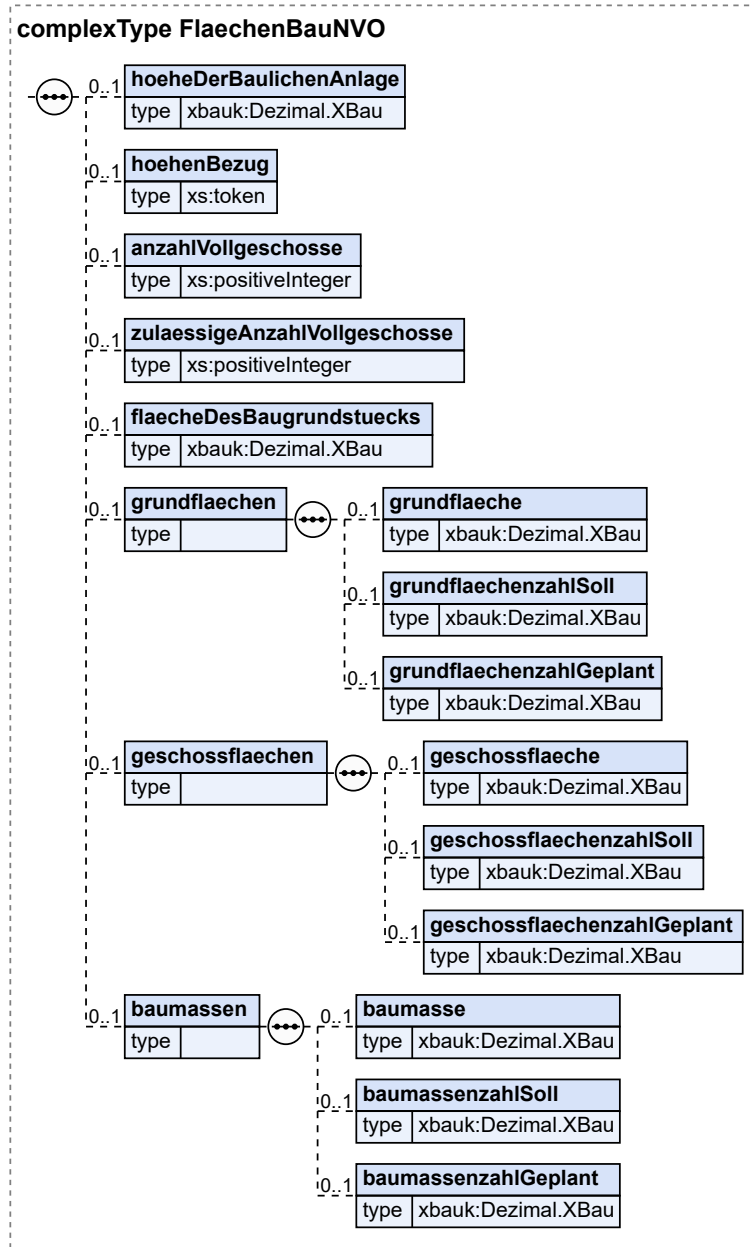 complexType FlaechenBauNVO
0..1 hoeheDerBaulichenAnlage
type xbauk:Dezimal.XBau
0..1 hoehenBezug
type xs:token
0..1 anzahlVollgeschosse
type xs:positiveInteger
0..1 zulaessigeAnzahlVollgeschosse
type xs:positiveInteger
0..1 flaecheDesBaugrundstuecks
type xbauk:Dezimal.XBau
0..1 grundflaechen 0..1 grundflaeche
type type xbauk:Dezimal.XBau
0..1 grundflaechenzahlSoll
type xbauk:Dezimal.XBau
0..1 grundflaechenzahlGeplant
type xbauk:Dezimal.XBau
0..1 geschossflaechen 0..1 geschossflaeche
type type xbauk:Dezimal.XBau
0..1 geschossflaechenzahlSoll
type xbauk:Dezimal.XBau
0..1 geschossflaechenzahlGeplant
type xbauk:Dezimal.XBau
0..1 baumassen 0..1 baumasse
type type xbauk:Dezimal.XBau
0..1 baumassenzahlSoll
type xbauk:Dezimal.XBau
0..1 baumassenzahlGeplant
type xbauk:Dezimal.XBau